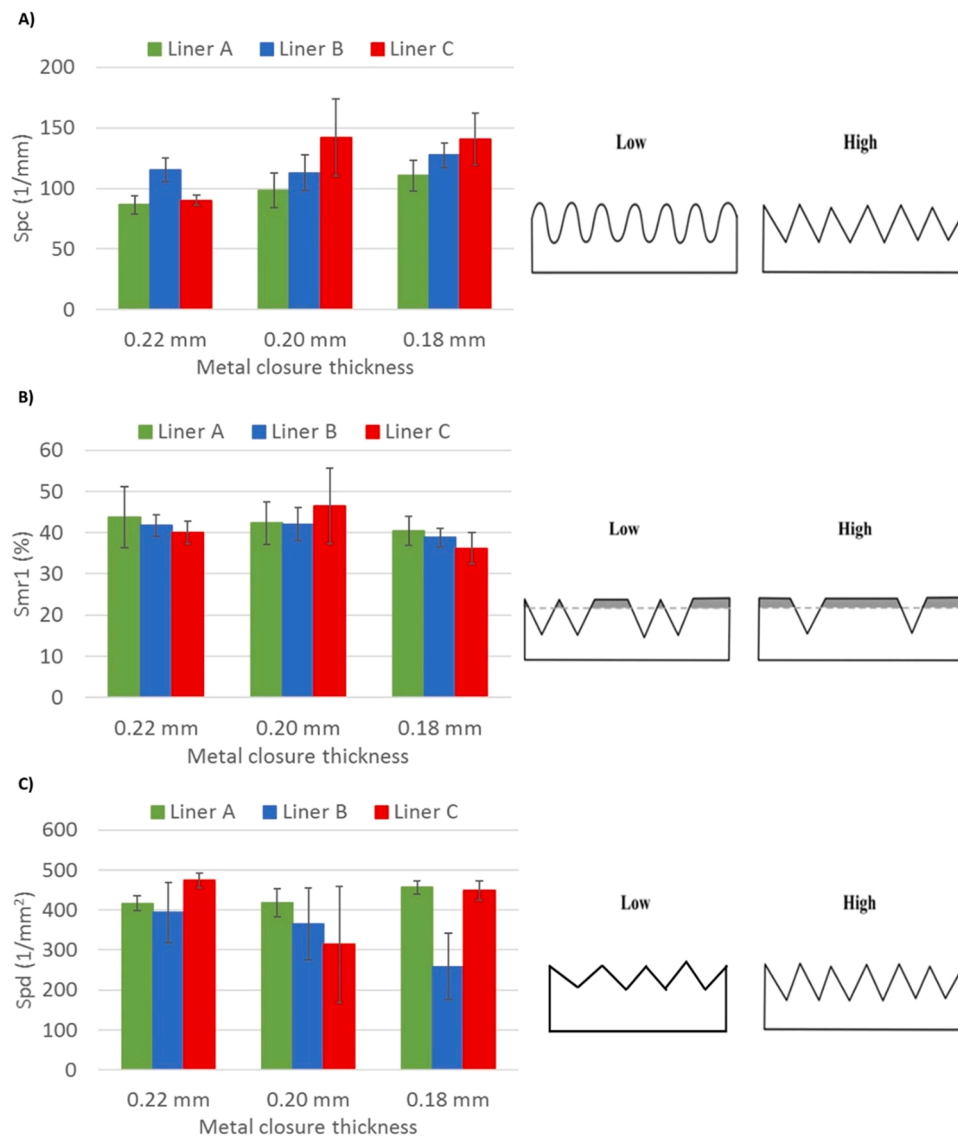 A)
Liner A Liner B Liner C
200
150
100
50
0
Spc (1/mm)
0.22 mm 0.20 mm 0.18 mm
Metal closure thickness
Low High
B)
Liner A Liner B Liner C
60
50
40
30
20
10
0
Smr1 (%)
0.22 mm 0.20 mm 0.18 mm
Metal closure thickness
Low High
C)
Liner A Liner B Liner C
600
500
400
300
200
100
0
Spd (1/mm²)
0.22 mm 0.20 mm 0.18 mm
Metal closure thickness
Low High